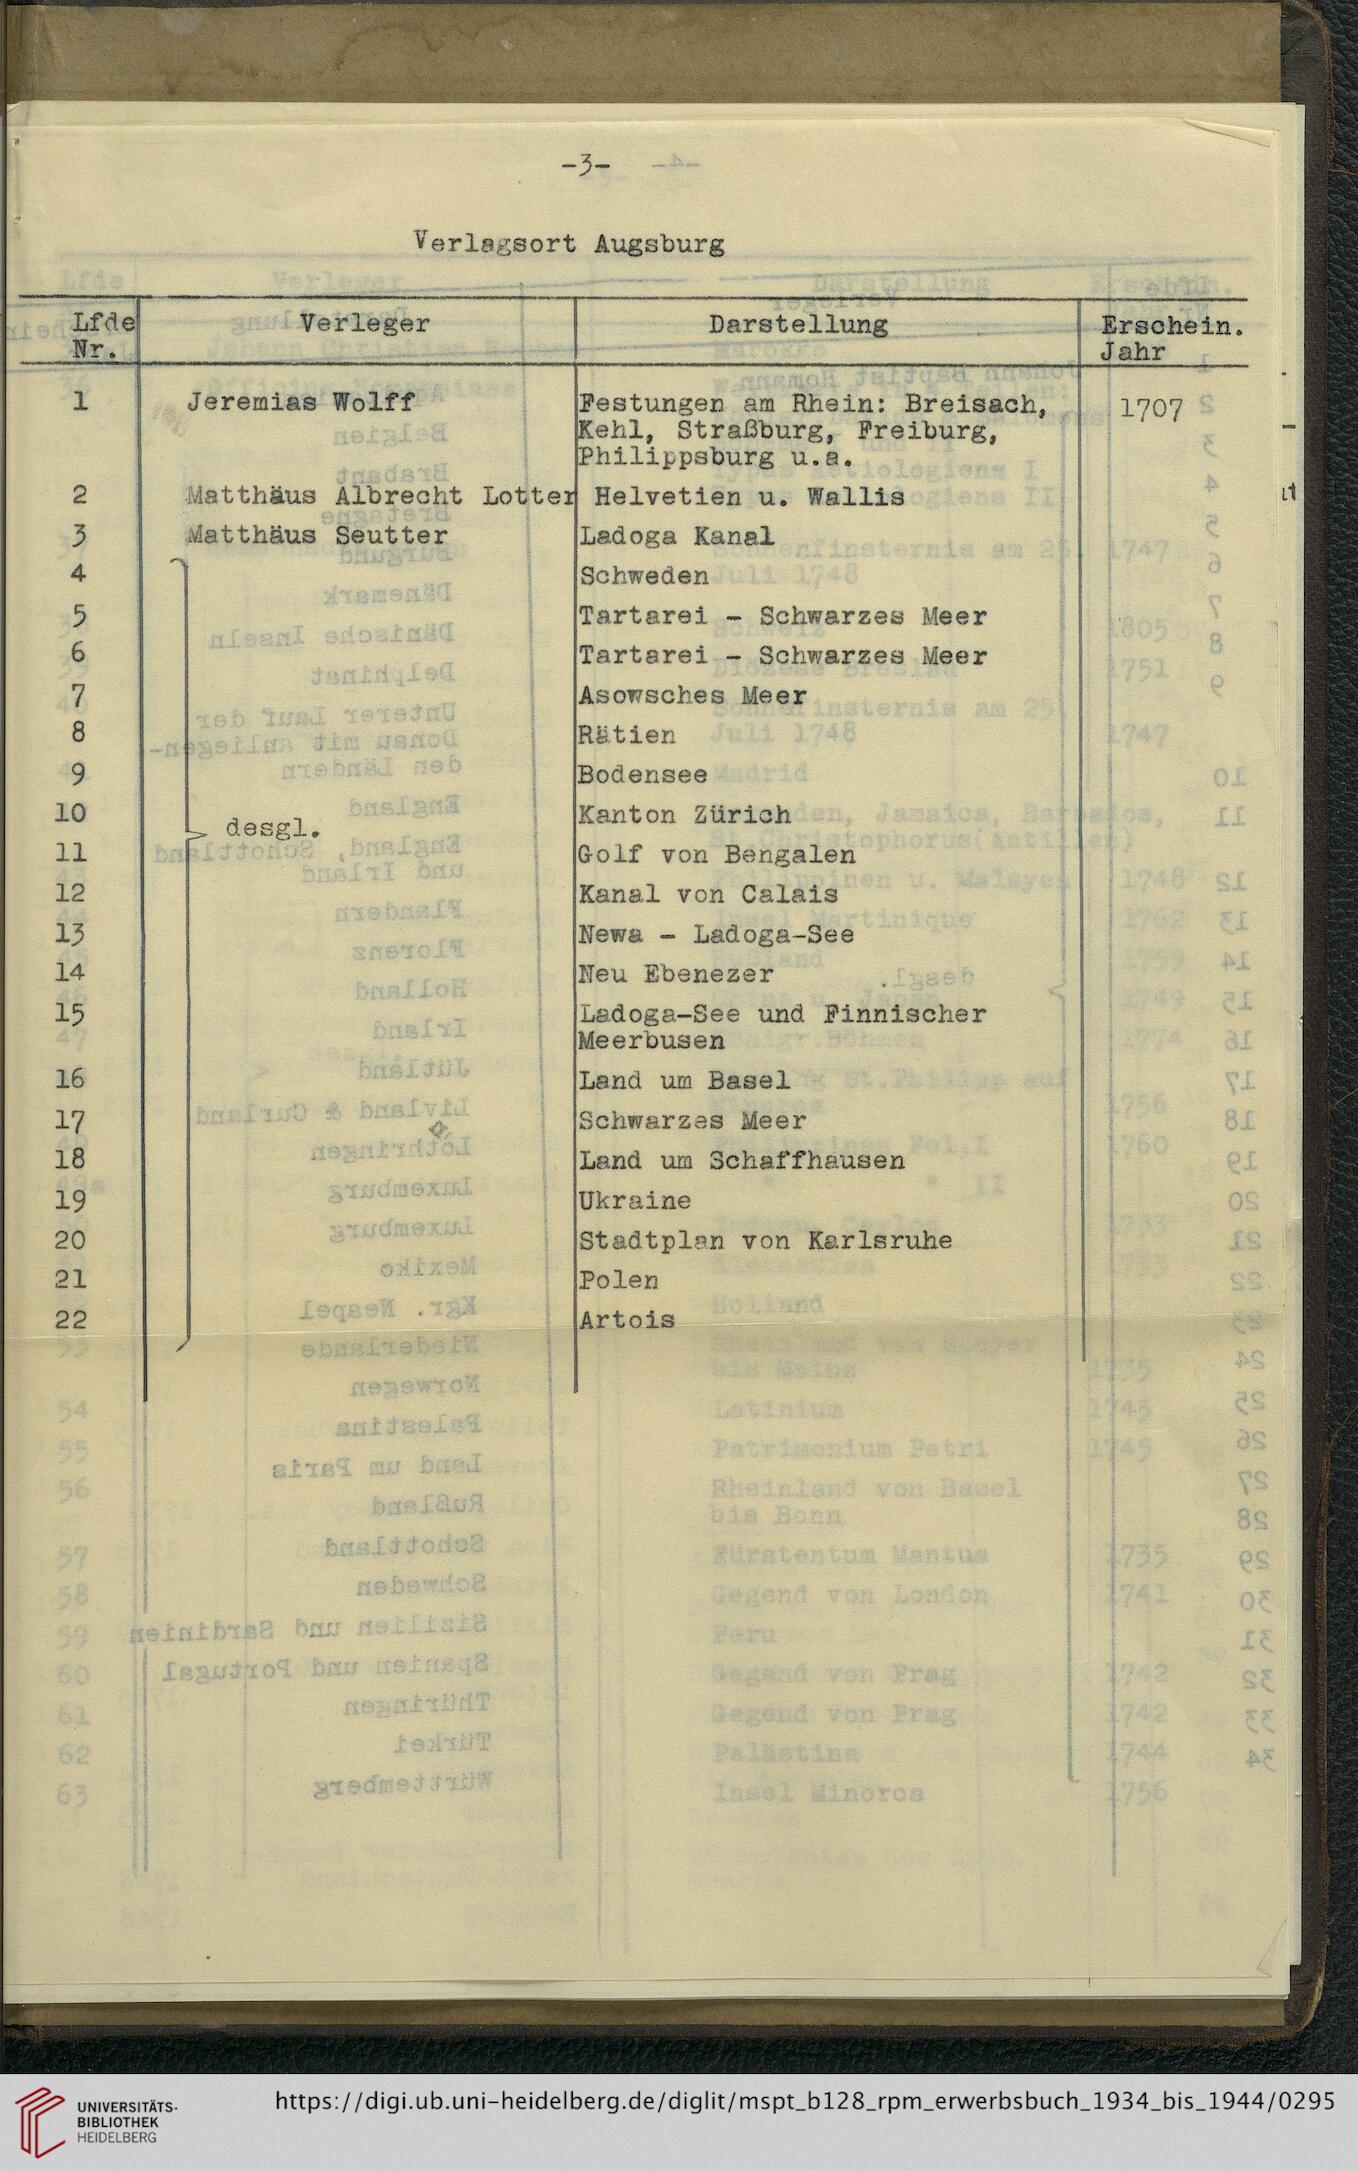 -3-
Verlagsort Augsburg
Lfde Nr. Verleger Darstellung Erschein. Jahr
1 Jeremias Wolff Festungen am Rhein: Breisach, 1707
Kehl, Straßburg, Freiburg,
Philippsburg u.a.
2 Matthäus Albrecht Lotter Helvetien u. Wallis
3 Matthäus Seutter Ladoga Kanal
4 Schweden
5 Tartarei - Schwarzes Meer
6 Tartarei - Schwarzes Meer
7 Asowsches Meer
8 Rätien
9 Bodensee
10 desgl. Kanton Zürich
11 Golf von Bengalen
12 Kanal von Calais
13 Newa - Ladoga-See
14 Neu Ebenezer
15 Ladoga-See und Finnischer
Meerbusen
16 Land um Basel
17 Schwarzes Meer
18 Land um Schaffhausen
19 Ukraine
20 Stadtplan von Karlsruhe
21 Polen
22 Artois
UNIVERSITÄTS-
BIBLIOTHEK
HEIDELBERG
https://digi.ub.uni-heidelberg.de/diglit/mspt_b128_rpm_erwerbsbuch_1934_bis_1944/0295